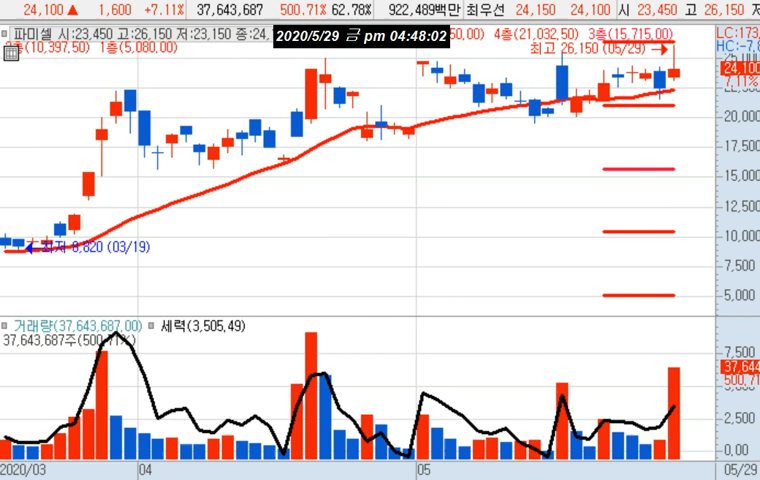 24,100 ▲ 1,600 +7.11% 37,643,687 500.71% 62.78% 922,489백만 최우선 24,150 24,100 시 23,450 고 26,150 저
파미셀 시:23,450 고:26,150 저:23,150 종:24, 50,00) 4층(21,032,50) 3층(15,715,00) LC:173,
2020/5/29 금 pm 04:48:02
(10,397,50) 1층(5,080,00) 최고 26,150 (05/29) → HC:-7,8
24,100
7.11%
20,000
17,500
15,000
12,500
최저 8,820 (03/19) 10,000
7,500
5,000
거래량(37,643,687,00) 세력(3,505,49)
37,643,687주(500,71%)
7,500
37,644
500,71
2,500
0,00
2020/03 04 05 05/29